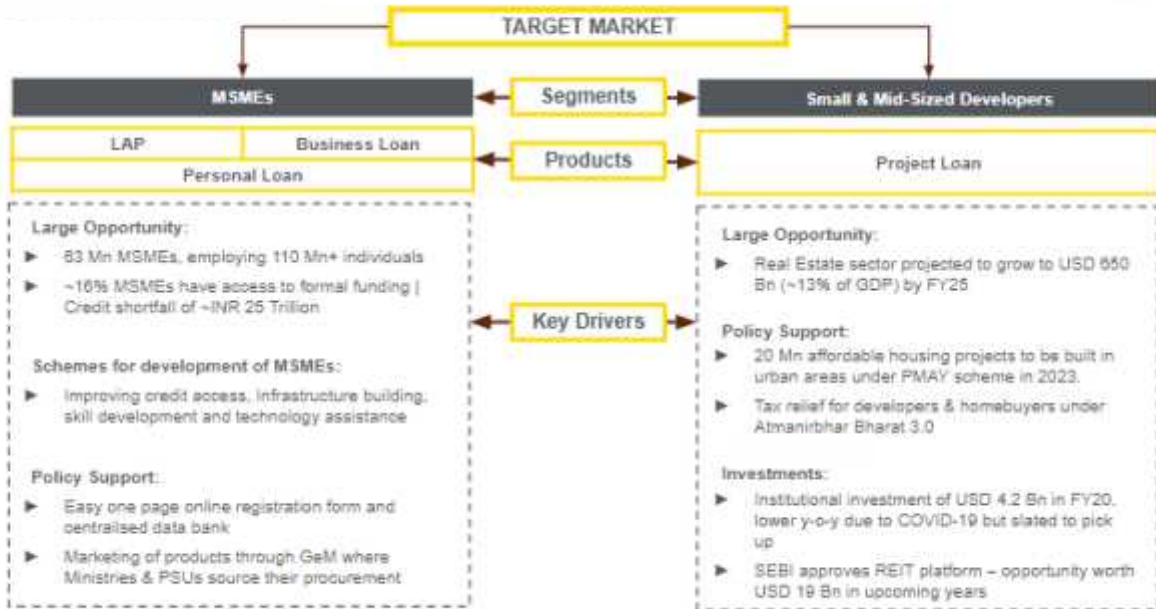 TARGET MARKET
MSMEs
Segments
Small & Mid-Sized Developers
LAP
Business Loan
Personal Loan
Products
Project Loan
Large Opportunity:
63 Mn MSMEs, employing 110 Mn+ individuals
~16% MSMEs have access to formal funding |
Credit shortfall of ~INR 25 Trillion
Schemes for development of MSMEs:
Improving credit access, Infrastructure building,
skill development and technology assistance
Policy Support:
Easy one page online registration form and
centralised data bank
Marketing of products through GeM where
Ministries & PSUs source their procurement
Key Drivers
Large Opportunity:
Real Estate sector projected to grow to USD 650
Bn (~13% of GDP) by FY25
Policy Support:
20 Mn affordable housing projects to be built in
urban areas under PMAY scheme in 2023.
Tax relief for developers & homebuyers under
Atmanirbhar Bharat 3.0
Investments:
Institutional investment of USD 4.2 Bn in FY20,
lower y-o-y due to COVID-19 but slated to pick
up
SEBI approves REIT platform – opportunity worth
USD 19 Bn in upcoming years